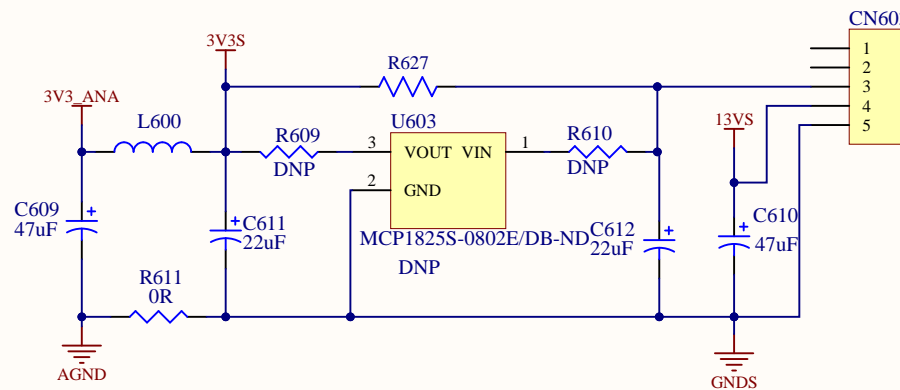 CN60
3V3S
R627
1
2
3
4
5
3V3_ANA
L600
R609
DNP
U603
3 VOUT VIN 1
2 GND
R610
DNP
13VS
C609
47uF
C611
22uF
MCP1825S-0802E/DB-ND
DNP
C612
22uF
C610
47uF
R611
0R
AGND
GNDS